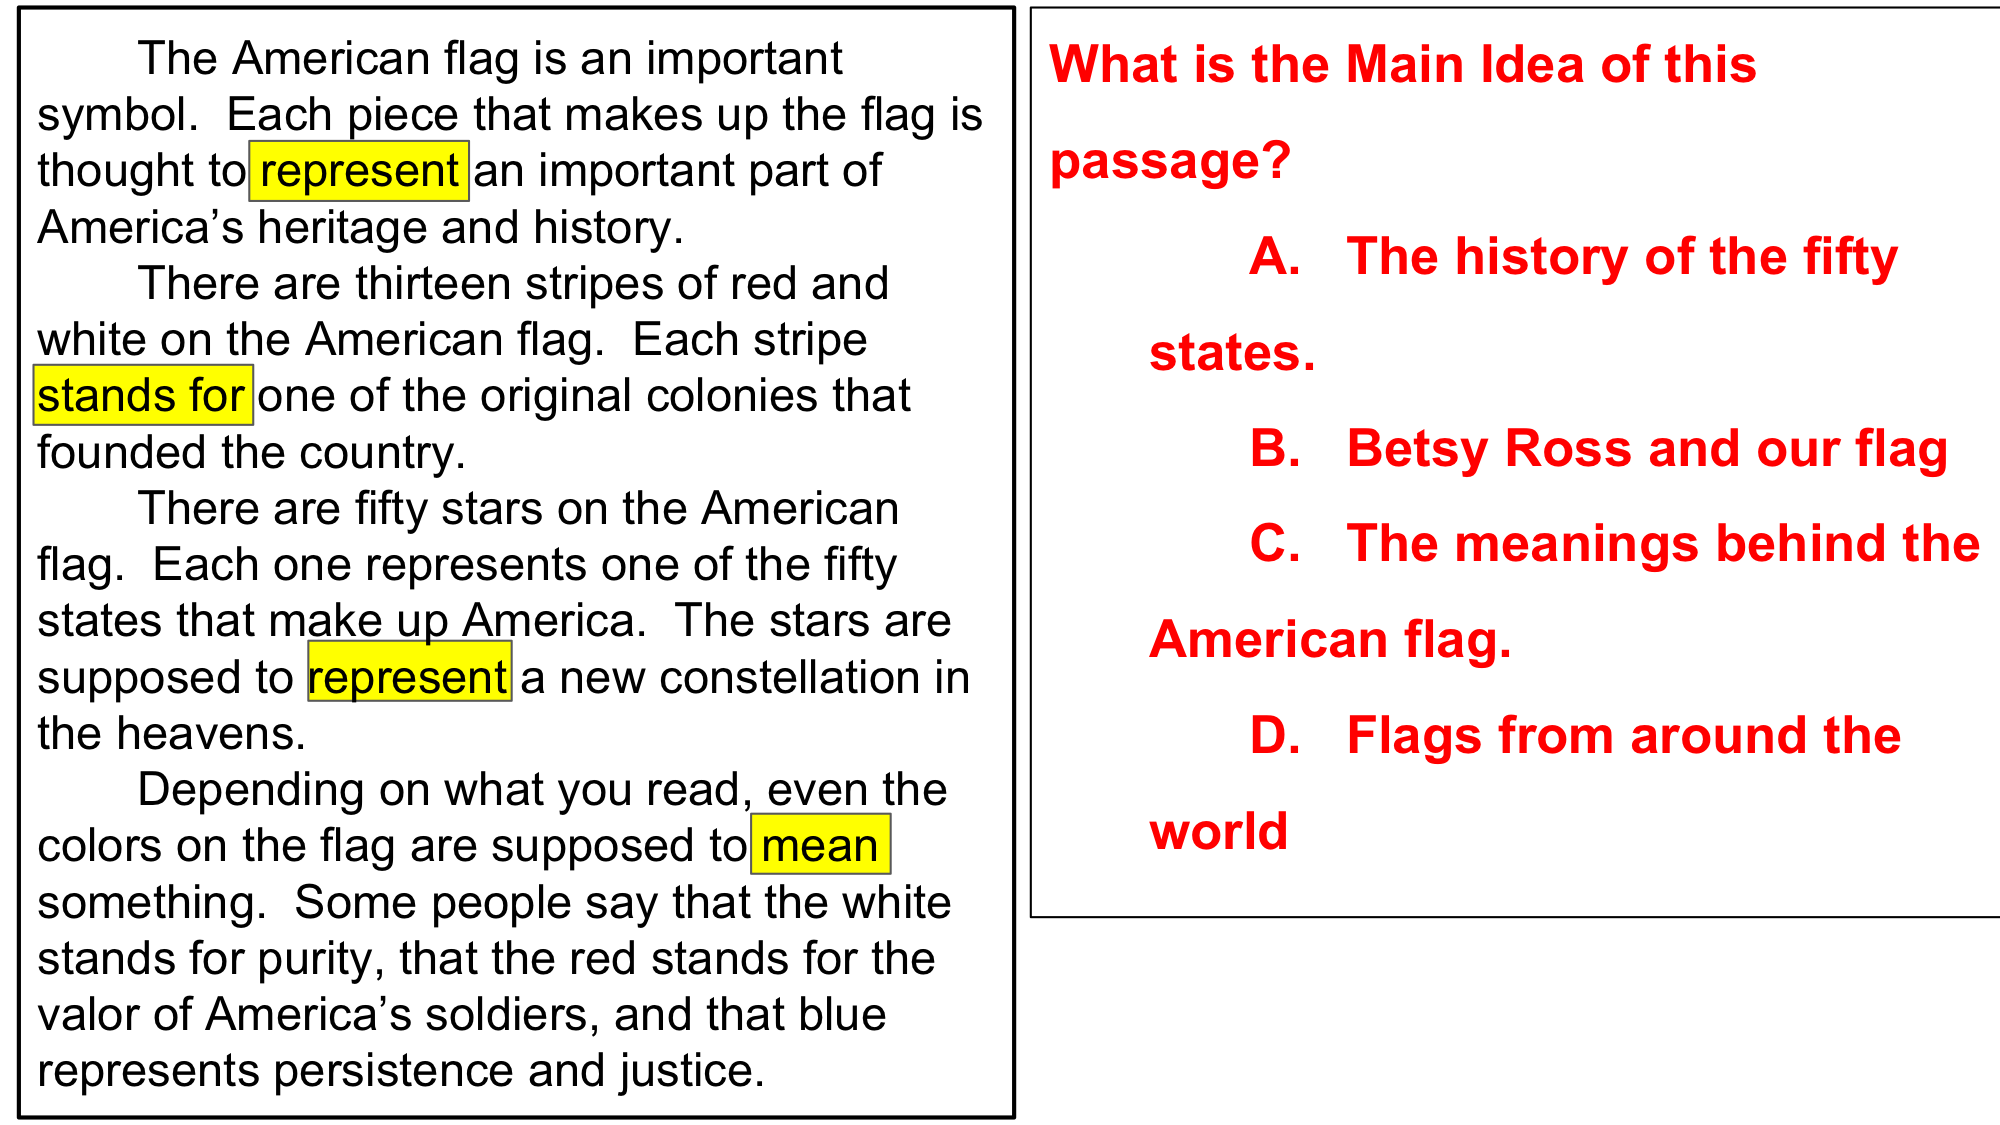 The American flag is an important
symbol.  Each piece that makes up the flag is
thought to represent an important part of
America’s heritage and history.
There are thirteen stripes of red and
white on the American flag.  Each stripe
stands for one of the original colonies that
founded the country.
There are fifty stars on the American
flag.  Each one represents one of the fifty
states that make up America.  The stars are
supposed to represent a new constellation in
the heavens.
Depending on what you read, even the
colors on the flag are supposed to mean
something.  Some people say that the white
stands for purity, that the red stands for the
valor of America’s soldiers, and that blue
represents persistence and justice.
What is the Main Idea of this
passage?
A. The history of the fifty
states.
B. Betsy Ross and our flag
C. The meanings behind the
American flag.
D. Flags from around the
world